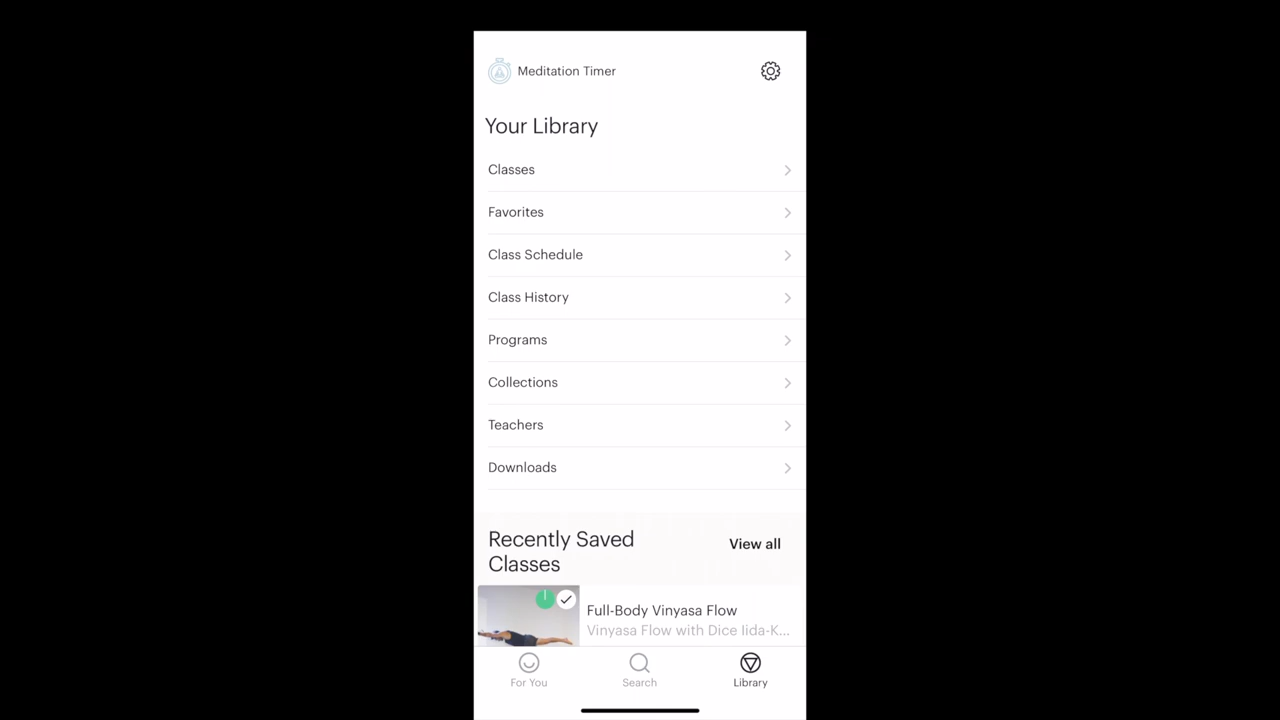 Meditation Timer
Your Library
Classes
Favorites
Class Schedule
Class History
Programs
Collections
Teachers
Downloads
Recently Saved
Classes
View all
Full-Body Vinyasa Flow
Vinyasa Flow with Dice Iida-K...
For You
Search
Library